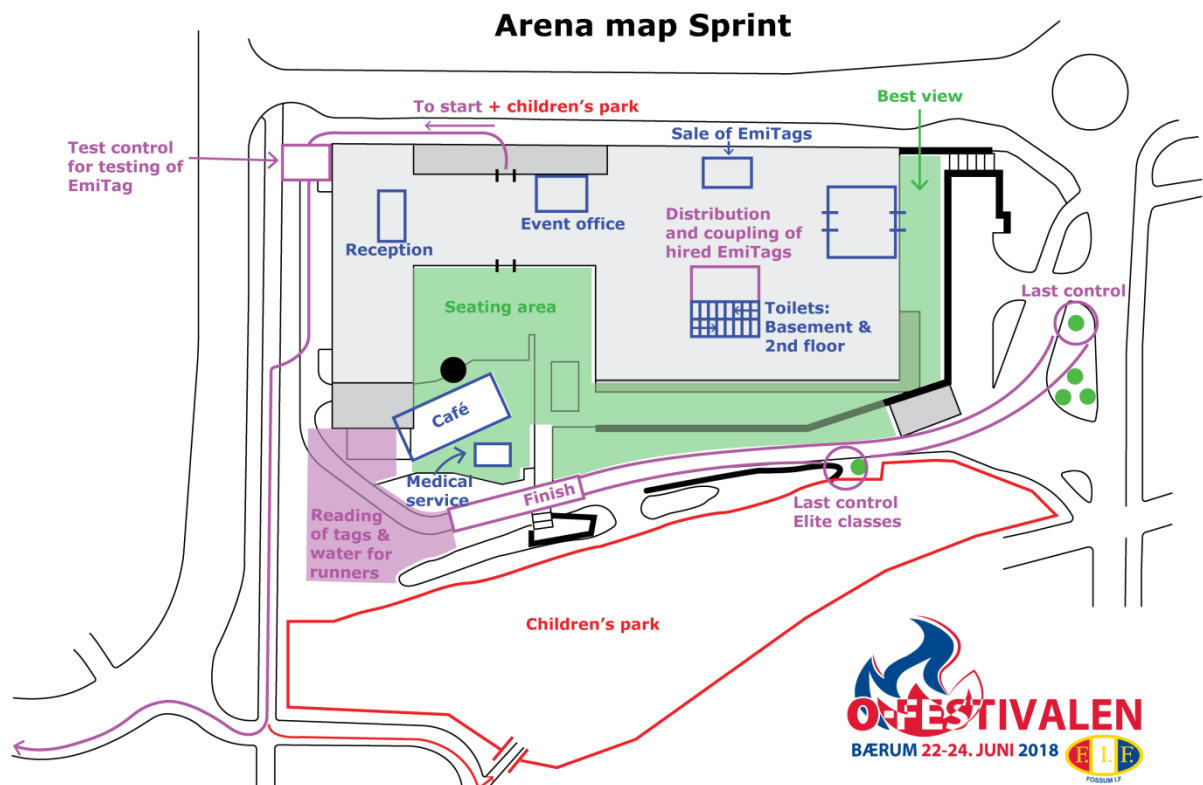 Arena map Sprint
To start + children's park
Best view
Sale of EmiTags
Test control
for testing of
EmiTag
Event office
Distribution
and coupling of
hired EmiTags
Reception
Last control
Seating area
Toilets:
Basement &
2nd floor
Café
Medical
service
Finish
Last control
Elite classes
Reading
of tags &
water for
runners
Children's park
O-FESTIVALEN
BÆRUM 22-24. JUNI 2018
F. I. F.
FOSSUM I.F